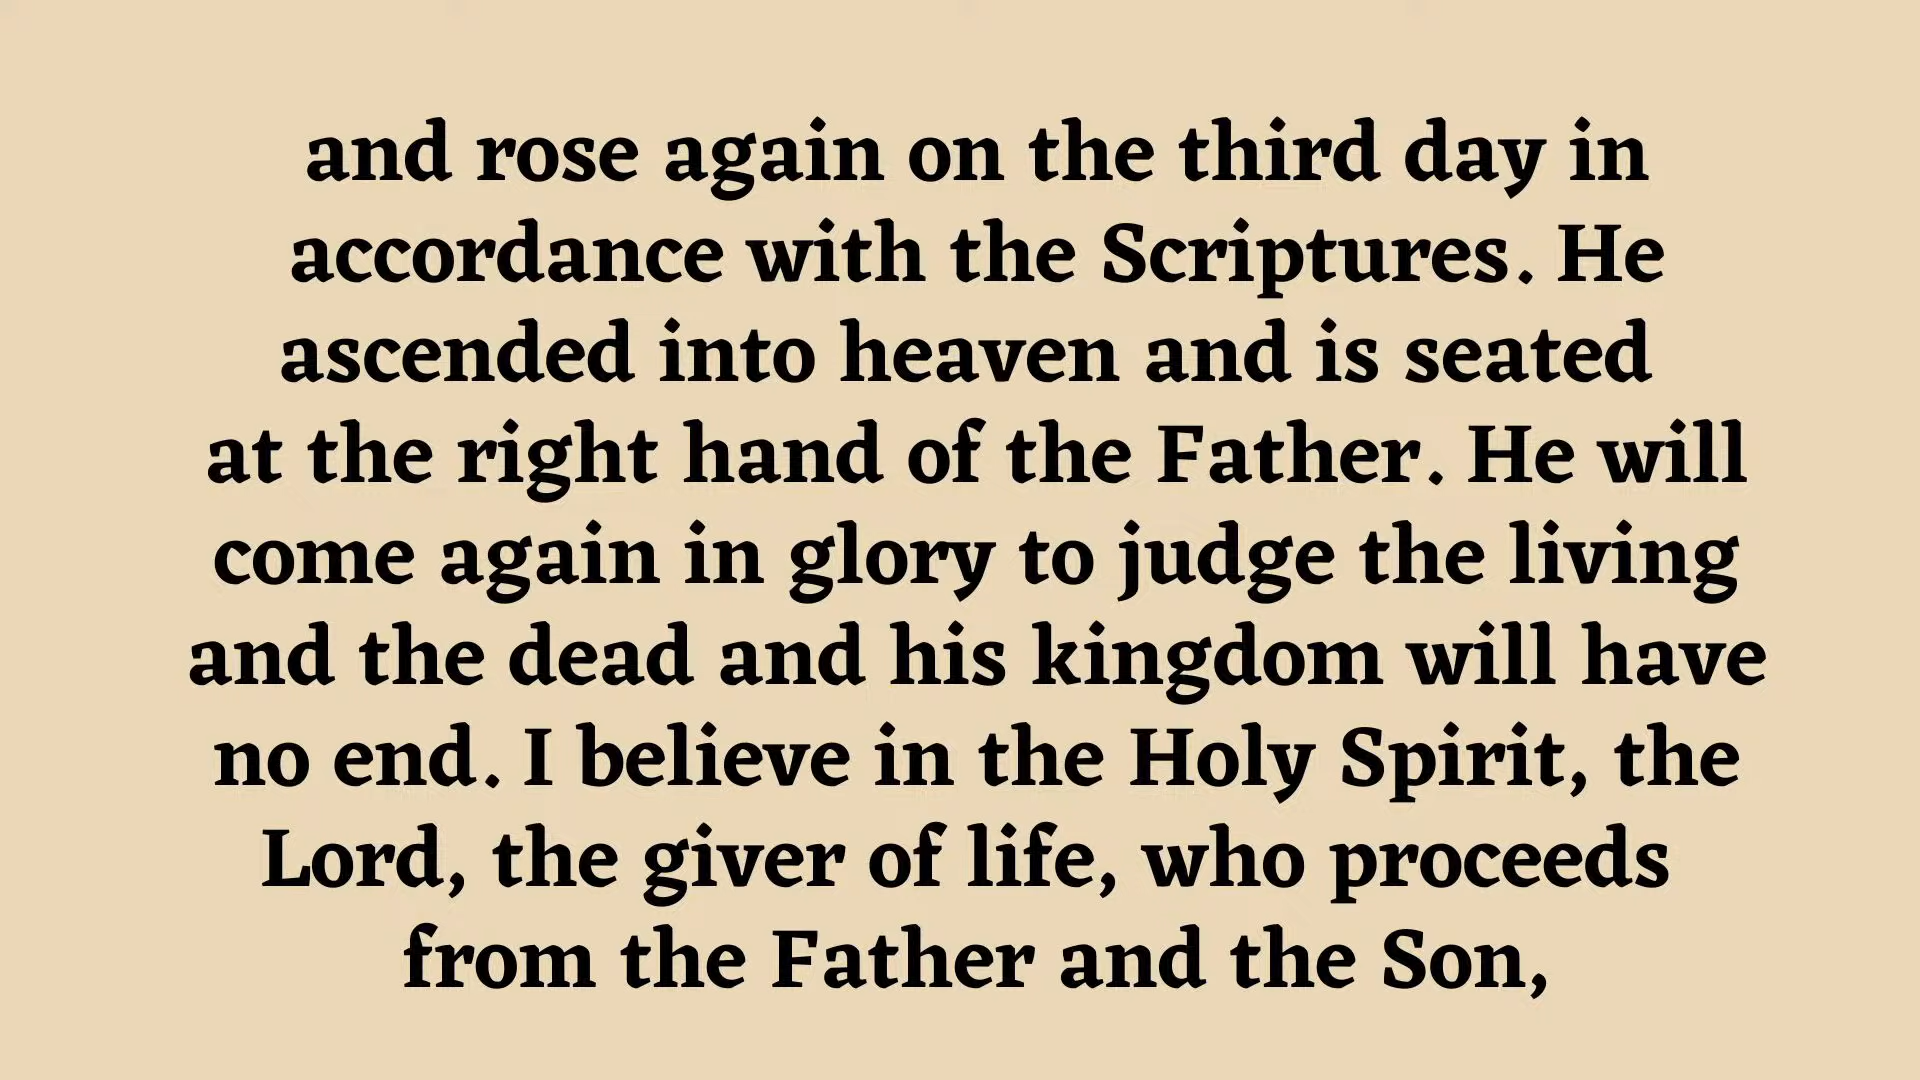 and rose again on the third day in
accordance with the Scriptures. He
ascended into heaven and is seated
at the right hand of the Father. He will
come again in glory to judge the living
and the dead and his kingdom will have
no end. I believe in the Holy Spirit, the
Lord, the giver of life, who proceeds
from the Father and the Son,